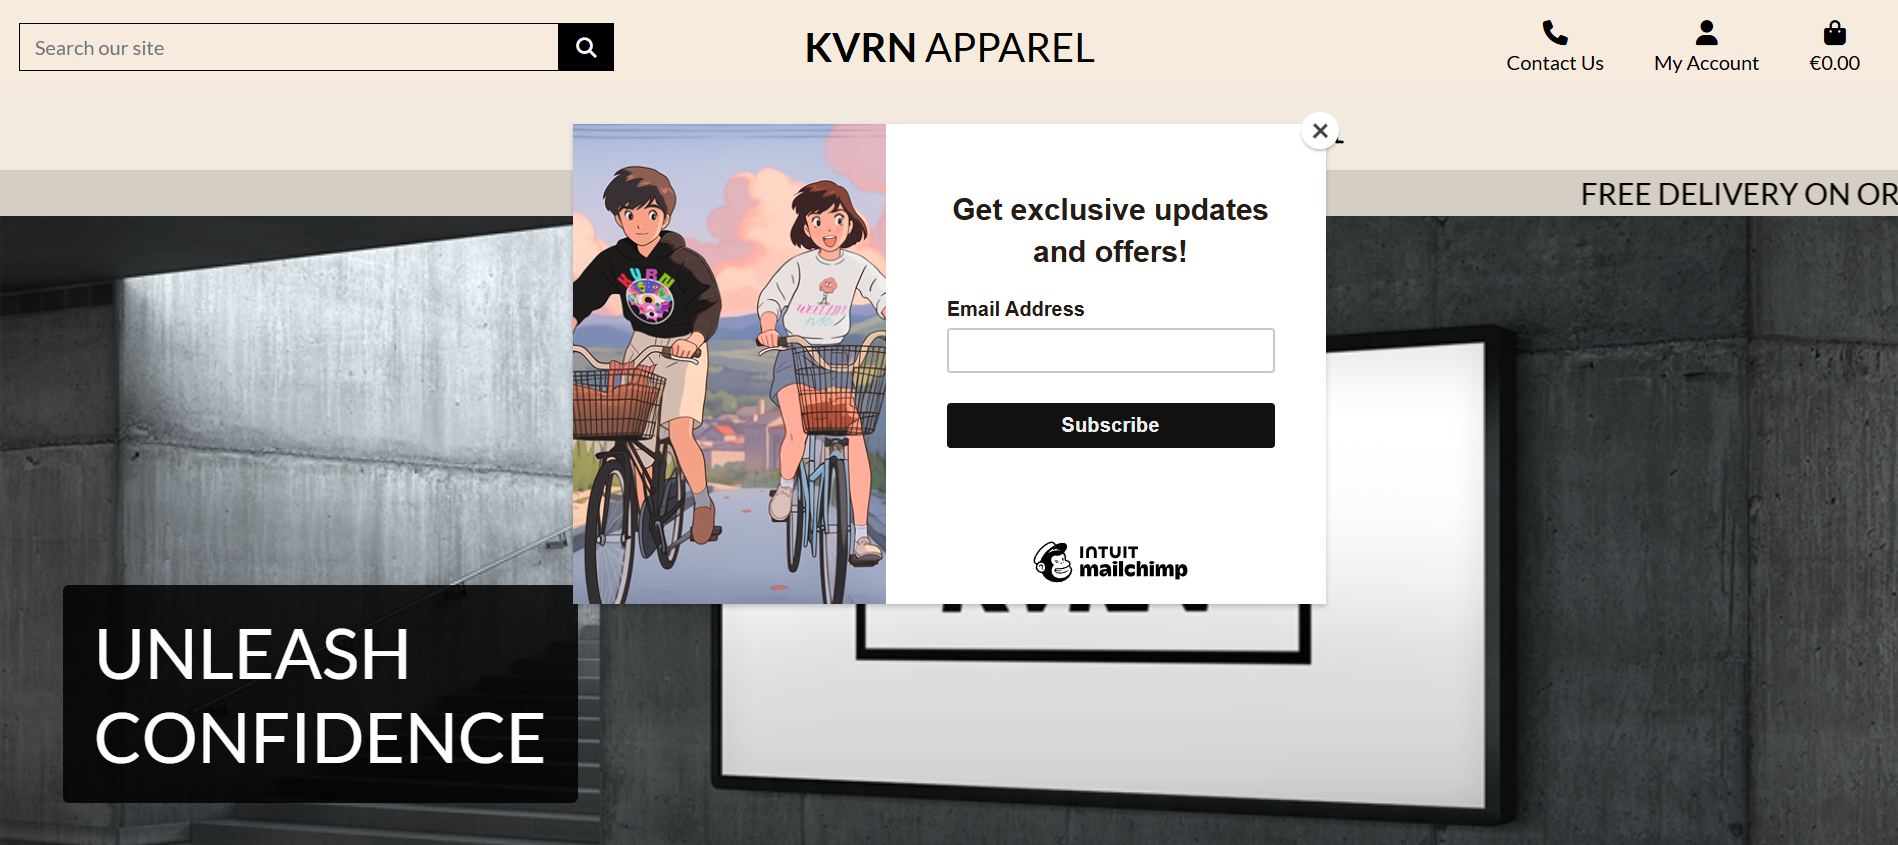 Search our site
KVRN APPAREL
Contact Us
My Account
€0.00
FREE DELIVERY ON OR
KVRN
Get exclusive updates
and offers!
Email Address
Subscribe
INTUIT
mailchimp
UNLEASH
CONFIDENCE